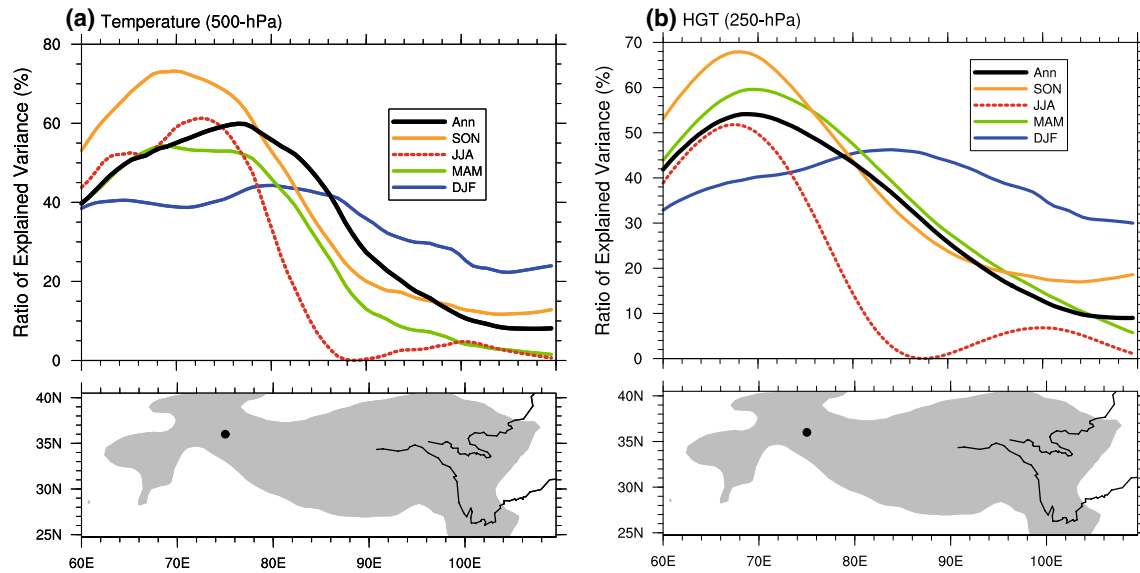 (a) Temperature (500-hPa)
Ratio of Explained Variance (%)
80
60
40
20
0
Ann
SON
JJA
MAM
DJF
40N
35N
30N
25N
60E 70E 80E 90E 100E
(b) HGT (250-hPa)
Ratio of Explained Variance (%)
70
60
50
40
30
20
10
0
Ann
SON
JJA
MAM
DJF
40N
35N
30N
25N
60E 70E 80E 90E 100E